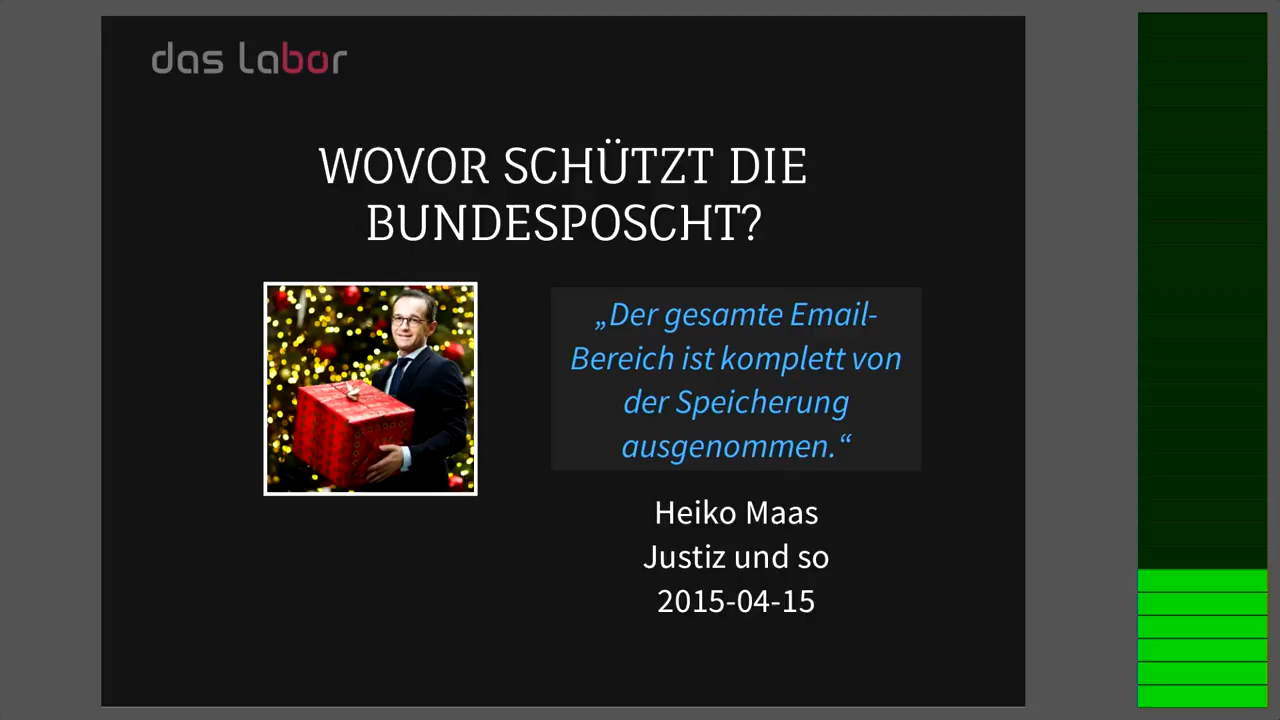 das Labor
WOVOR SCHÜTZT DIE
BUNDESPOSCHT?
„Der gesamte Email-
Bereich ist komplett von
der Speicherung
ausgenommen.“
Heiko Maas
Justiz und so
2015-04-15